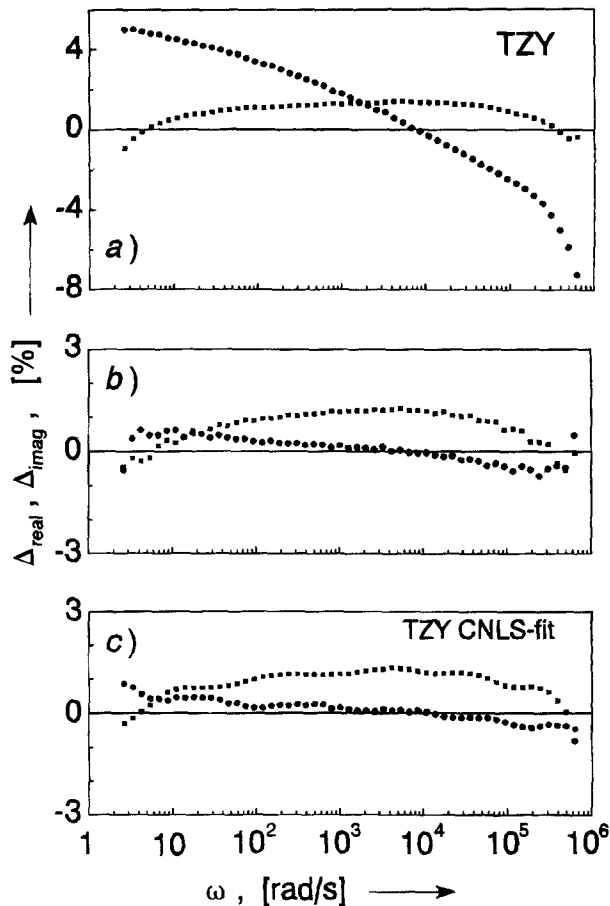 4
0
-4
-8
TZY
a)
3
0
-3
b)
3
0
-3
c)
TZY CNLS-fit
Δreal , Δimag , [%]
1 10 10² 10³ 10⁴ 10⁵ 10⁶
ω , [rad/s]